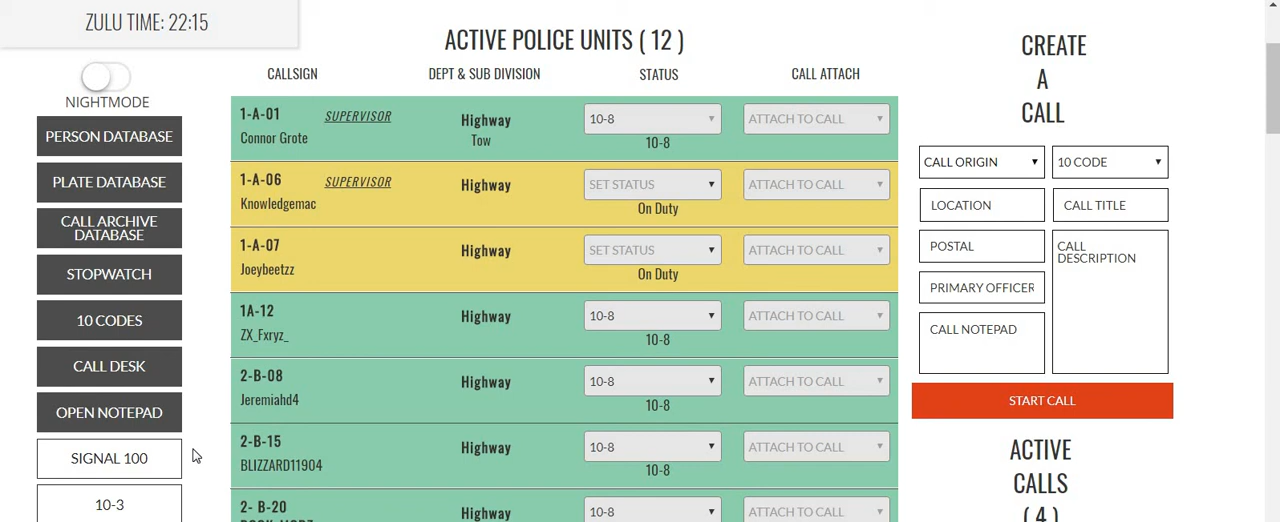 ZULU TIME: 22:15
NIGHTMODE
PERSON DATABASE
PLATE DATABASE
CALL ARCHIVE
DATABASE
STOPWATCH
10 CODES
CALL DESK
OPEN NOTEPAD
SIGNAL 100
10-3
ACTIVE POLICE UNITS ( 12 )
CALLSIGN DEPT & SUB DIVISION STATUS CALL ATTACH
1-A-01 SUPERVISOR Highway 10-8 ATTACH TO CALL
Connor Grote Tow 10-8
1-A-06 SUPERVISOR Highway SET STATUS ATTACH TO CALL
Knowledgemac On Duty
1-A-07 Highway SET STATUS ATTACH TO CALL
Joeybeetzz On Duty
1A-12 Highway 10-8 ATTACH TO CALL
ZX_Fxryz_ 10-8
2-B-08 Highway 10-8 ATTACH TO CALL
Jeremiahd4 10-8
2-B-15 Highway 10-8 ATTACH TO CALL
BLIZZARD11904 10-8
2- B-20 Highway 10-8 ATTACH TO CALL
CREATE
A
CALL
CALL ORIGIN 10 CODE
LOCATION CALL TITLE
POSTAL CALL
DESCRIPTION
PRIMARY OFFICER
CALL NOTEPAD
START CALL
ACTIVE
CALLS
( 4 )